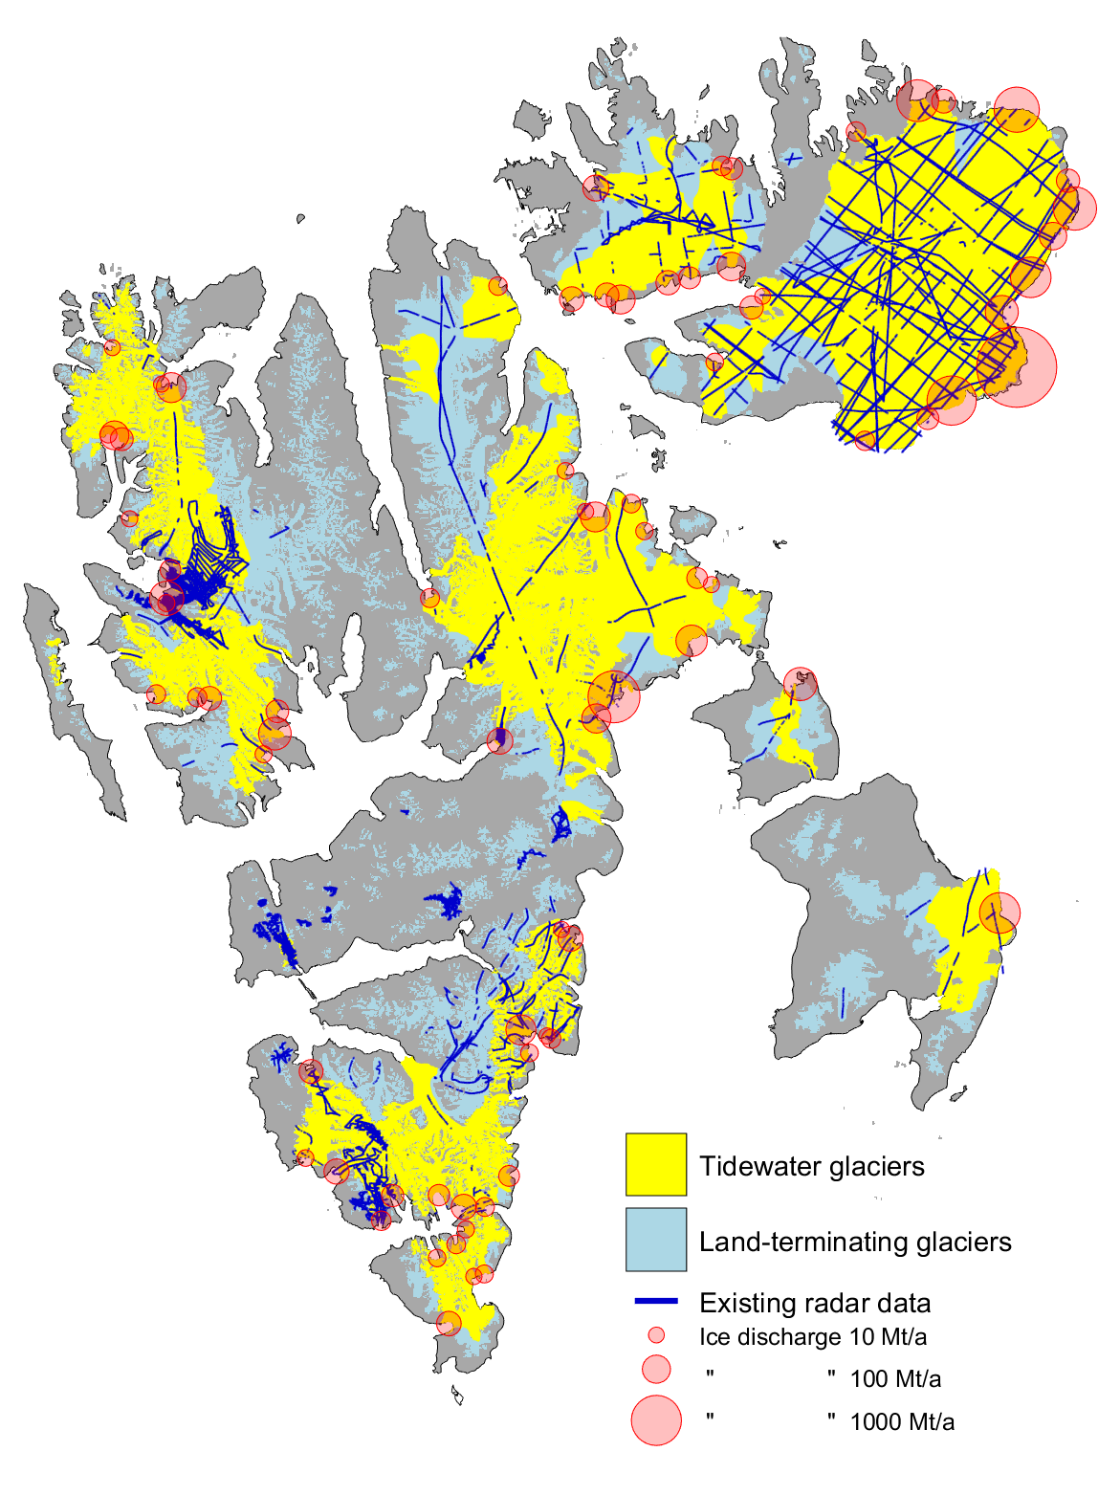 Tidewater glaciers
Land-terminating glaciers
Existing radar data
Ice discharge 10 Mt/a
" " 100 Mt/a
" " 1000 Mt/a